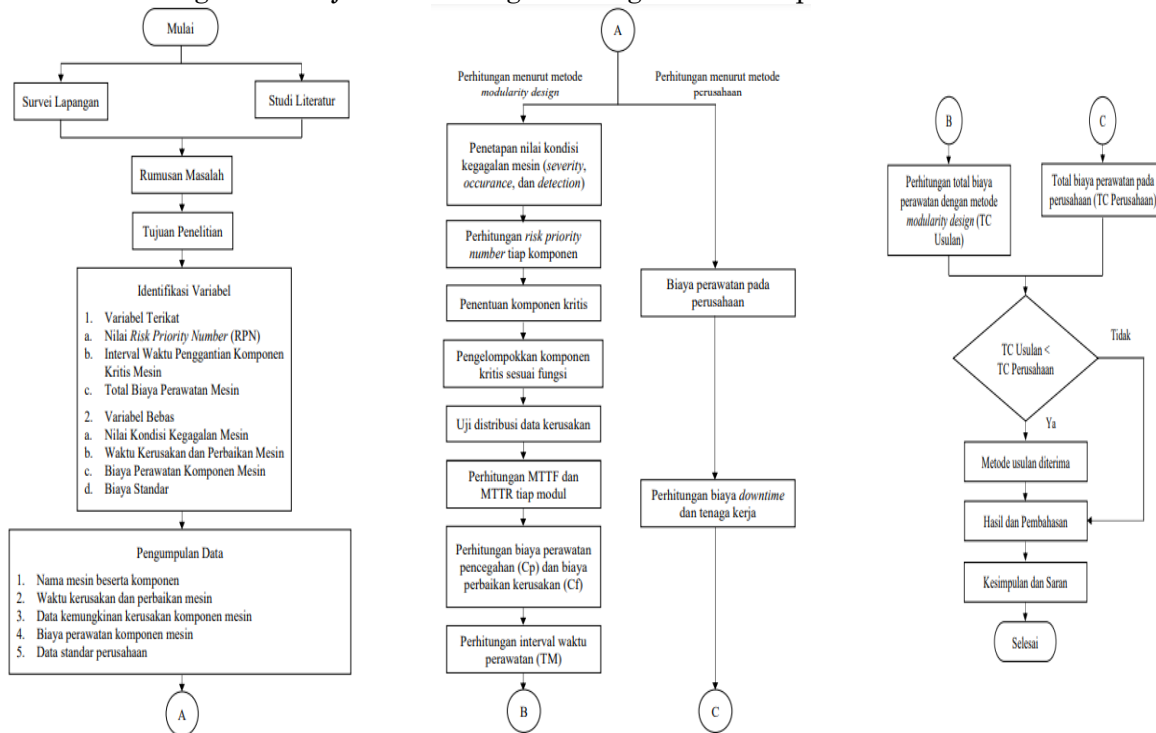 Mulai
Survei Lapangan
Studi Literatur
Rumusan Masalah
Tujuan Penelitian
Identifikasi Variabel
1. Variabel Terikat
a. Nilai Risk Priority Number (RPN)
b. Interval Waktu Penggantian Komponen
Kritis Mesin
c. Total Biaya Perawatan Mesin
2. Variabel Bebas
a. Nilai Kondisi Kegagalan Mesin
b. Waktu Kerusakan dan Perbaikan Mesin
c. Biaya Perawatan Komponen Mesin
d. Biaya Standar
Pengumpulan Data
1. Nama mesin beserta komponen
2. Waktu kerusakan dan perbaikan mesin
3. Data kemungkinan kerusakan komponen mesin
4. Biaya perawatan komponen mesin
5. Data standar perusahaan
A
A
Perhitungan menurut metode
modularity design
Perhitungan menurut metode
perusahaan
Penetapan nilai kondisi
kegagalan mesin (severity,
occurance, dan detection)
Perhitungan risk priority
number tiap komponen
Penentuan komponen kritis
Pengelompokkan komponen
kritis sesuai fungsi
Uji distribusi data kerusakan
Perhitungan MTTF dan
MTTR tiap modul
Perhitungan biaya perawatan
pencegahan (Cp) dan biaya
perbaikan kerusakan (Cf)
Perhitungan interval waktu
perawatan (TM)
B
Biaya perawatan pada
perusahaan
Perhitungan biaya downtime
dan tenaga kerja
C
B
C
Perhitungan total biaya
perawatan dengan metode
modularity design (TC
Usulan)
Total biaya perawatan pada
perusahaan (TC Perusahaan)
TC Usulan <
TC Perusahaan
Tidak
Ya
Metode usulan diterima
Hasil dan Pembahasan
Kesimpulan dan Saran
Selesai